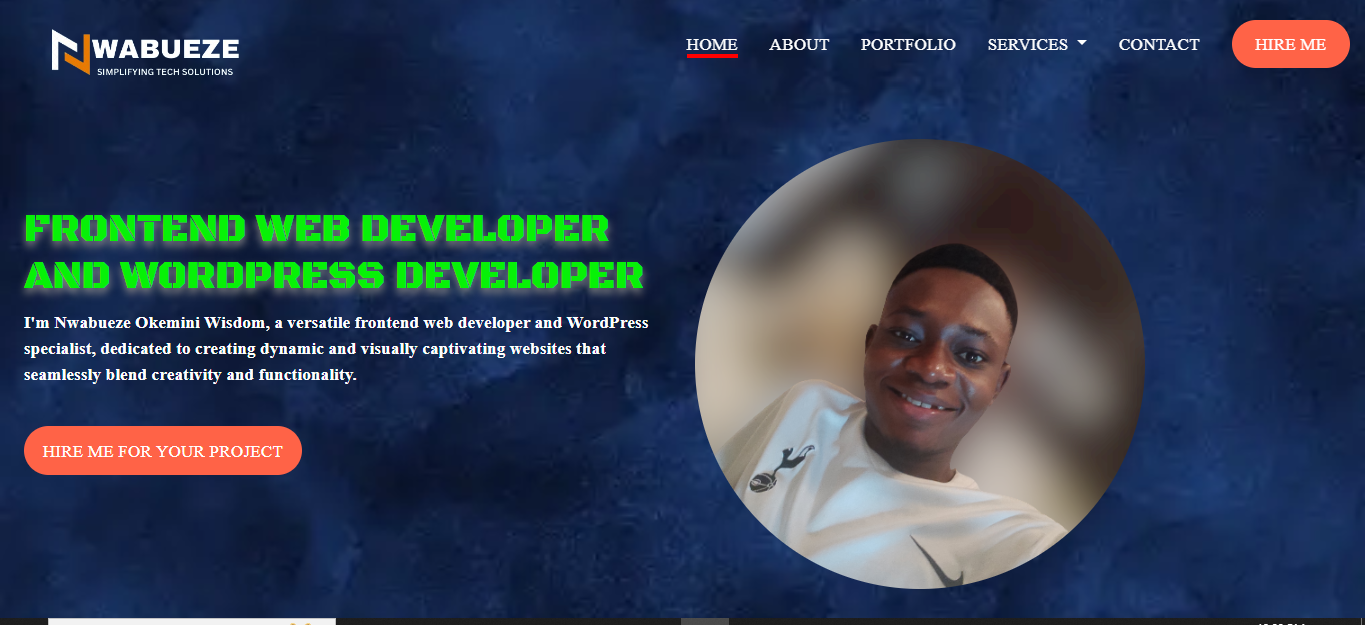 NWABUEZE
SIMPLIFYING TECH SOLUTIONS
HOME ABOUT PORTFOLIO SERVICES CONTACT HIRE ME
FRONTEND WEB DEVELOPER
AND WORDPRESS DEVELOPER
I'm Nwabueze Okemini Wisdom, a versatile frontend web developer and WordPress
specialist, dedicated to creating dynamic and visually captivating websites that
seamlessly blend creativity and functionality.
HIRE ME FOR YOUR PROJECT